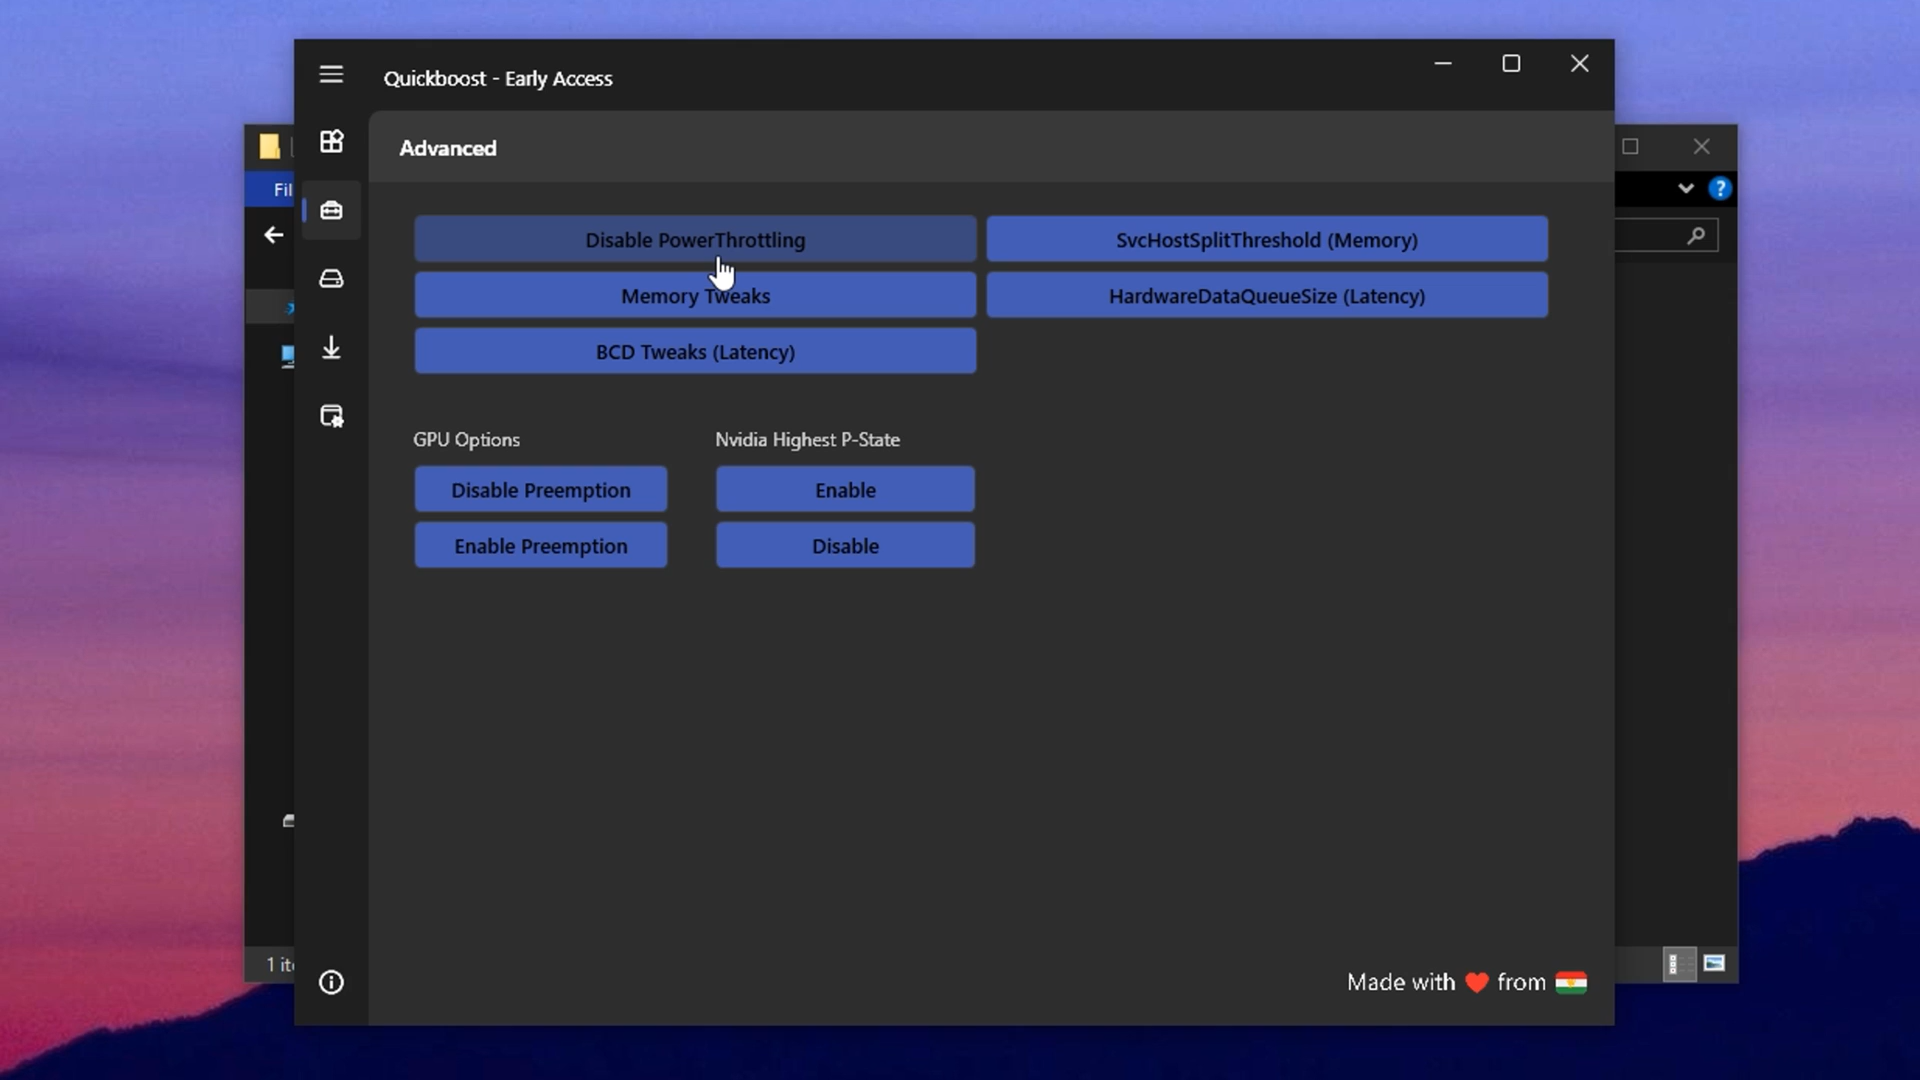 Quickboost - Early Access
Advanced
Fil
Disable PowerThrottling
SvcHostSplitThreshold (Memory)
Memory Tweaks
HardwareDataQueueSize (Latency)
BCD Tweaks (Latency)
GPU Options
Nvidia Highest P-State
Disable Preemption
Enable
Enable Preemption
Disable
1 ite
Made with ❤️ from